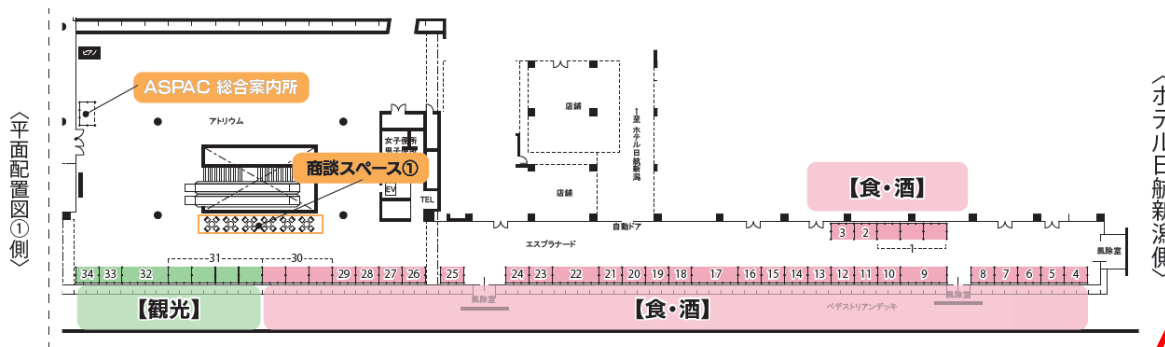 〈平面配置図①側〉
ピアノ
ASPAC 総合案内所
アトリウム
女子便所
男子便所
商談スペース①
EV
TEL
店舗
店舗
←至 ホテル日航新潟
【食・酒】
〈ホテル日航新潟側〉
自動ドア
エスプラナード
3 2
1
風除室
31 30
34 33 32 29 28 27 26 25 24 23 22 21 20 19 18 17 16 15 14 13 12 11 10 9 8 7 6 5 4
風除室
風除室
ペデストリアンデッキ
【観光】
【食・酒】